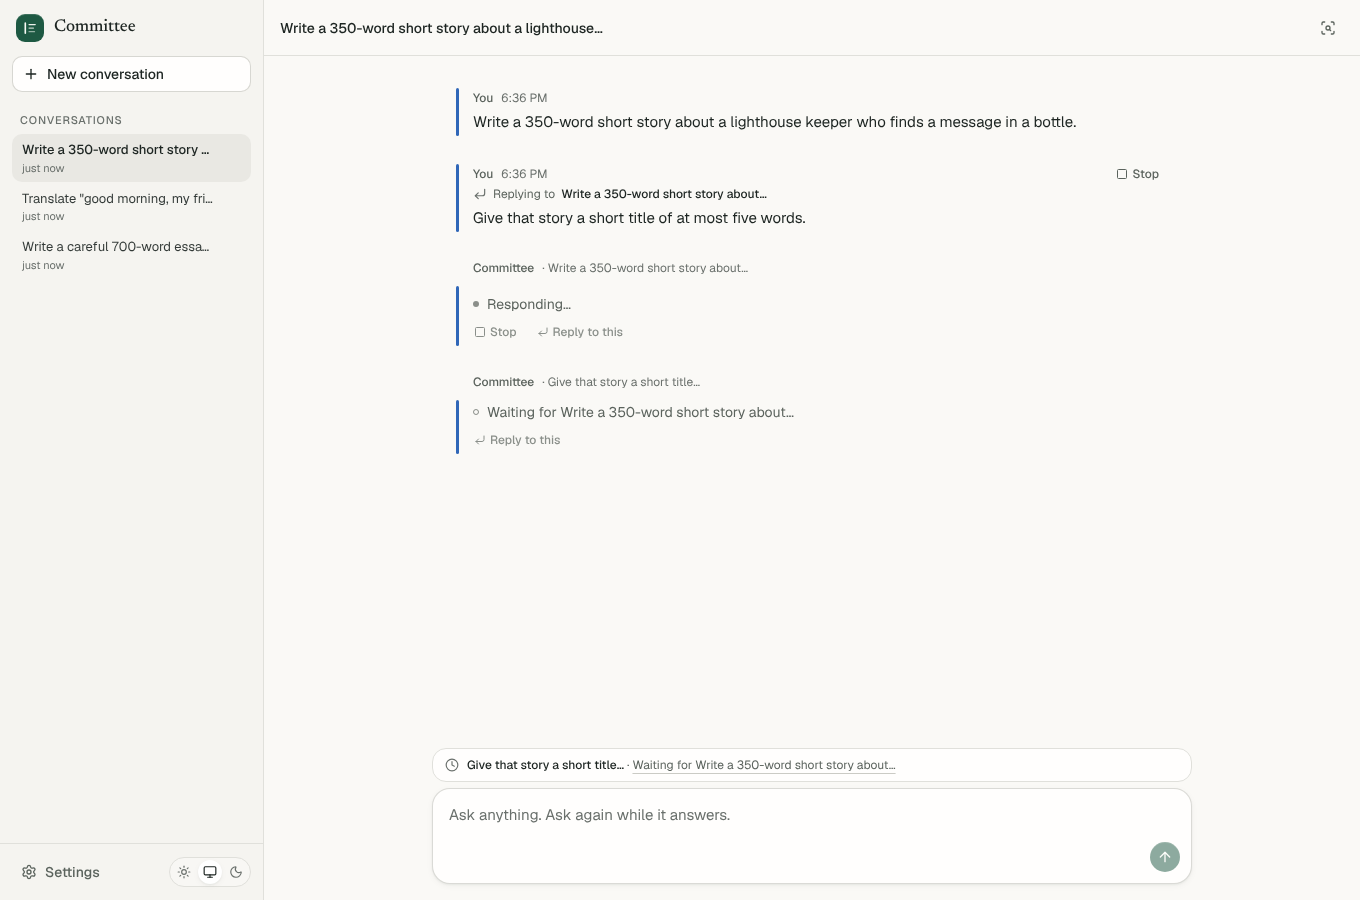 Committee
New conversation
CONVERSATIONS
Write a 350-word short story ...
just now
Translate "good morning, my fri...
just now
Write a careful 700-word essa...
just now
Settings
Write a 350-word short story about a lighthouse...
You 6:36 PM
Write a 350-word short story about a lighthouse keeper who finds a message in a bottle.
You 6:36 PM
Stop
Replying to Write a 350-word short story about...
Give that story a short title of at most five words.
Committee · Write a 350-word short story about...
Responding...
Stop Reply to this
Committee · Give that story a short title...
Waiting for Write a 350-word short story about...
Reply to this
Give that story a short title... · Waiting for Write a 350-word short story about...
Ask anything. Ask again while it answers.